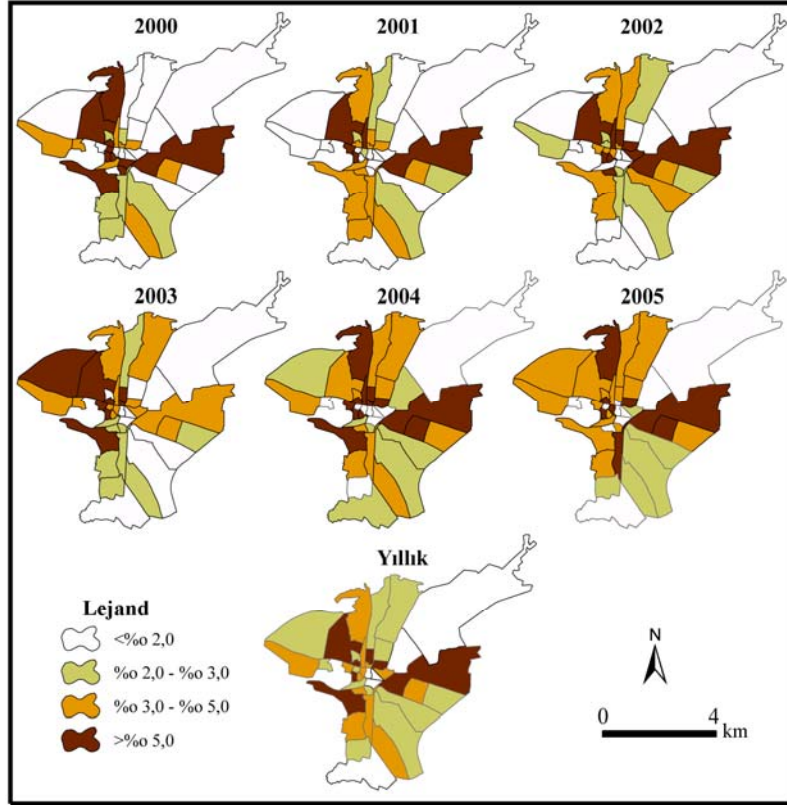 2000
2001
2002
2003
2004
2005
Yıllık
Lejand
<%o 2,0
%o 2,0 - %o 3,0
%o 3,0 - %o 5,0
>%o 5,0
N
0 4
km